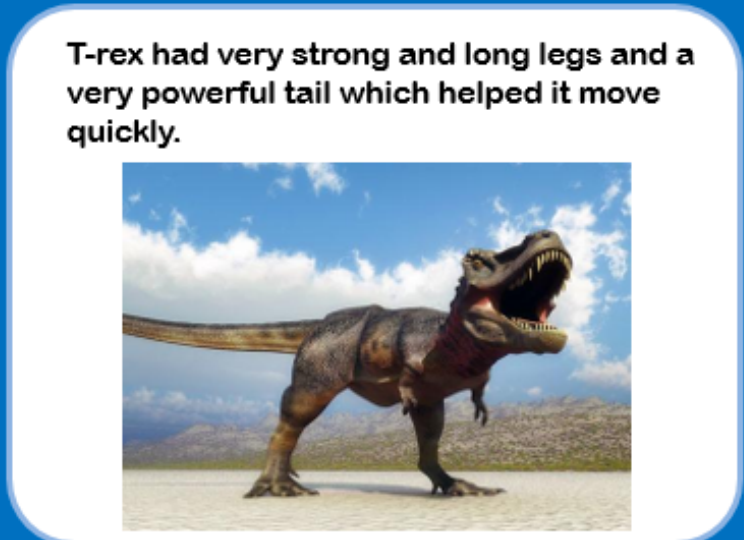 T-rex had very strong and long legs and a
very powerful tail which helped it move
quickly.